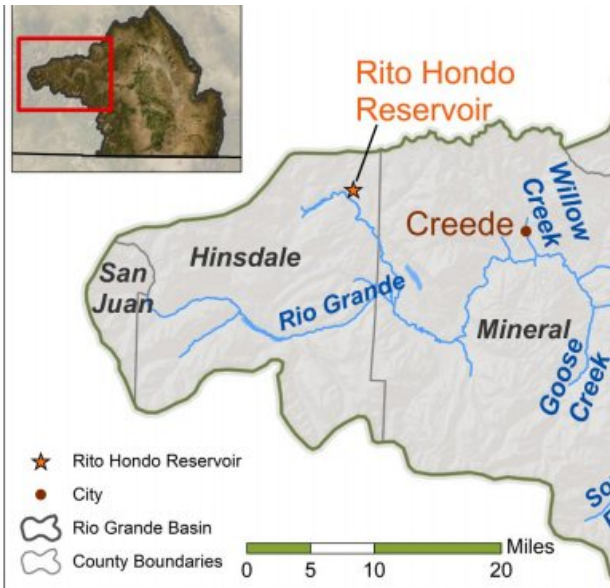 Rito Hondo
Reservoir
Willow
Creek
Creede
Hinsdale
San
Juan
Rio Grande
Mineral
Goose
Creek
Rito Hondo Reservoir
City
Rio Grande Basin
County Boundaries
Miles
0 5 10 20